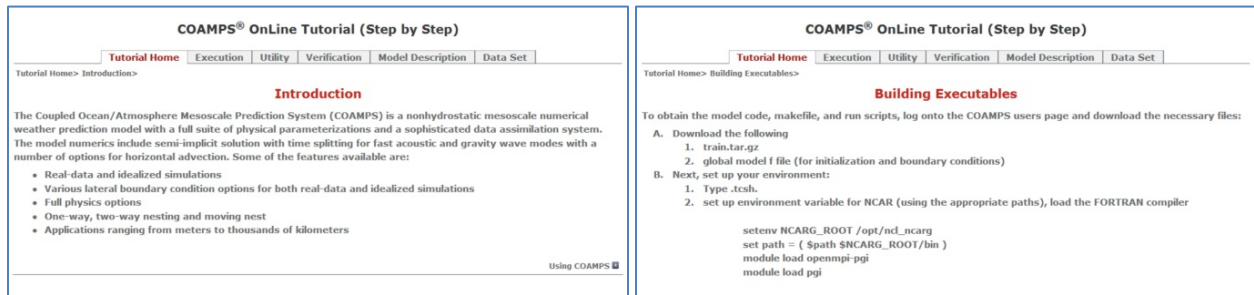 COAMPS® OnLine Tutorial (Step by Step)
Tutorial Home Execution Utility Verification Model Description Data Set
Tutorial Home> Introduction>
Introduction
The Coupled Ocean/Atmosphere Mesoscale Prediction System (COAMPS) is a nonhydrostatic mesoscale numerical
weather prediction model with a full suite of physical parameterizations and a sophisticated data assimilation system.
The model numerics include semi-implicit solution with time splitting for fast acoustic and gravity wave modes with a
number of options for horizontal advection. Some of the features available are:
• Real-data and idealized simulations
• Various lateral boundary condition options for both real-data and idealized simulations
• Full physics options
• One-way, two-way nesting and moving nest
• Applications ranging from meters to thousands of kilometers
Using COAMPS
COAMPS® OnLine Tutorial (Step by Step)
Tutorial Home Execution Utility Verification Model Description Data Set
Tutorial Home> Building Executables>
Building Executables
To obtain the model code, makefile, and run scripts, log onto the COAMPS users page and download the necessary files:
A. Download the following
1. train.tar.gz
2. global model f file (for initialization and boundary conditions)
B. Next, set up your environment:
1. Type .tcsh.
2. set up environment variable for NCAR (using the appropriate paths), load the FORTRAN compiler
setenv NCARG_ROOT /opt/ncl_ncarg
set path = ( $path $NCARG_ROOT/bin )
module load openmpi-pgi
module load pgi